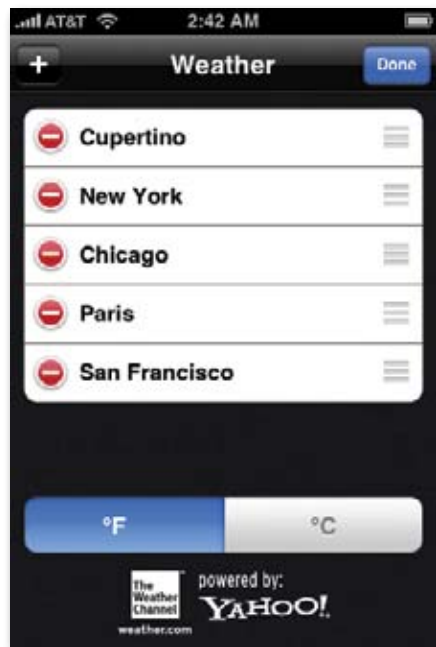 AT&T 2:42 AM
+ Weather Done
Cupertino
New York
Chicago
Paris
San Francisco
°F °C
The
Weather
Channel
weather.com
powered by:
YAHOO!